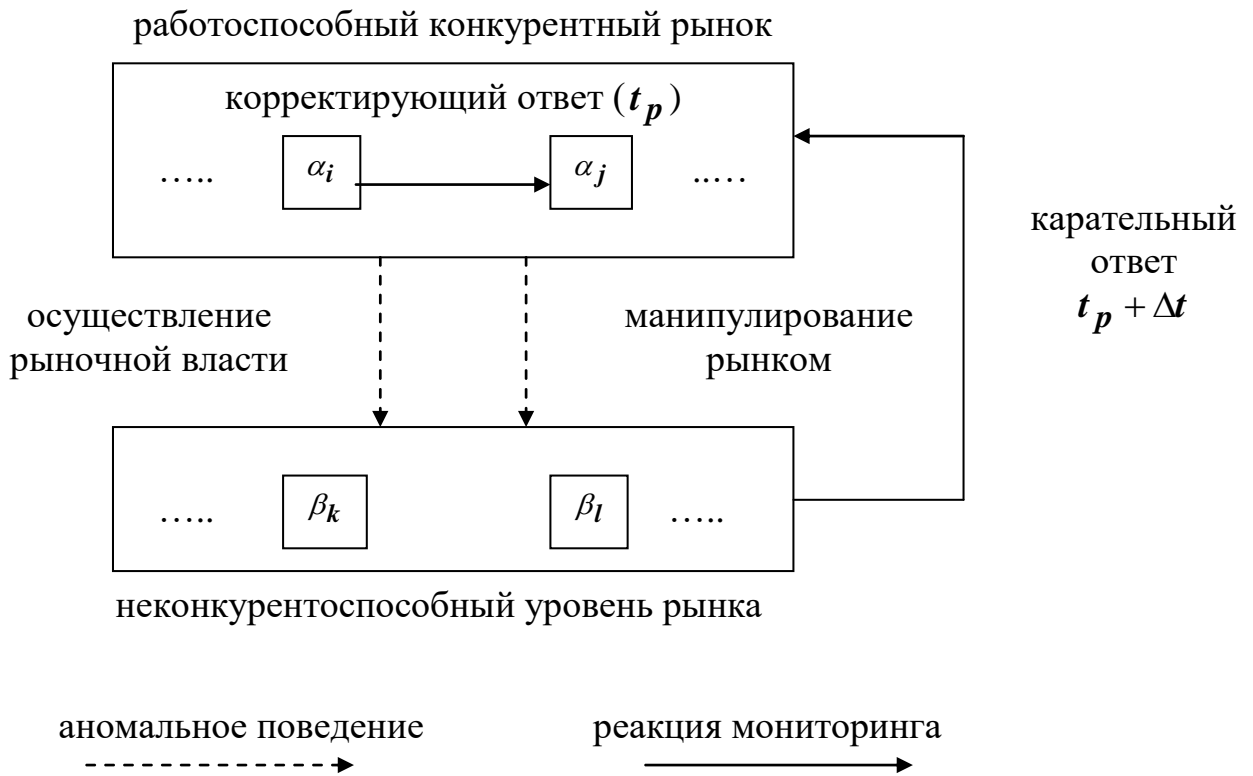 работоспособный конкурентный рынок
корректирующий ответ (t_p)
….. α_i α_j ..…
карательный
ответ
t_p + Δt
осуществление
рыночной власти
манипулирование
рынком
….. β_k β_l …..
неконкурентоспособный уровень рынка
аномальное поведение
реакция мониторинга